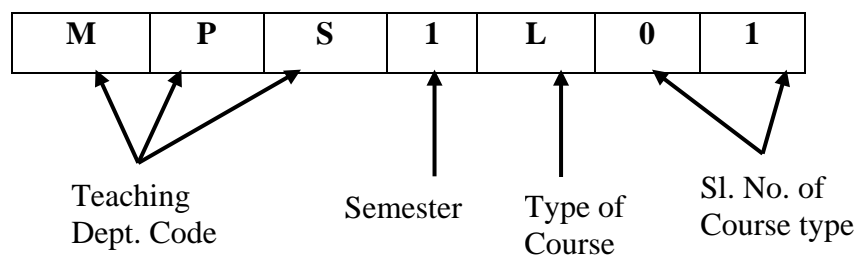 M P S 1 L 0 1
Teaching
Dept. Code
Semester
Type of
Course
Sl. No. of
Course type